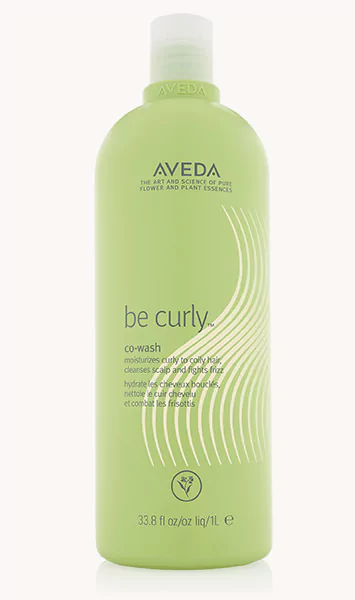 AVEDA
AVEDA
THE ART AND SCIENCE OF PURE
FLOWER AND PLANT ESSENCES
be curly™
co-wash
moisturizes curly to coily hair,
cleanses scalp and fights frizz
hydrate les cheveux bouclés,
nettoie le cuir chevelu
et combat les frisottis
33.8 fl oz/oz liq/1L ℮